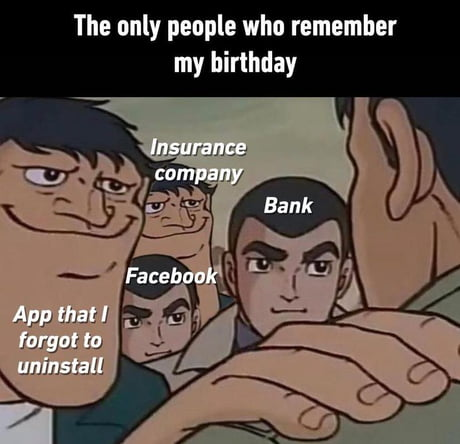 The only people who remember
my birthday
Insurance
company
Bank
Facebook
App that I
forgot to
uninstall